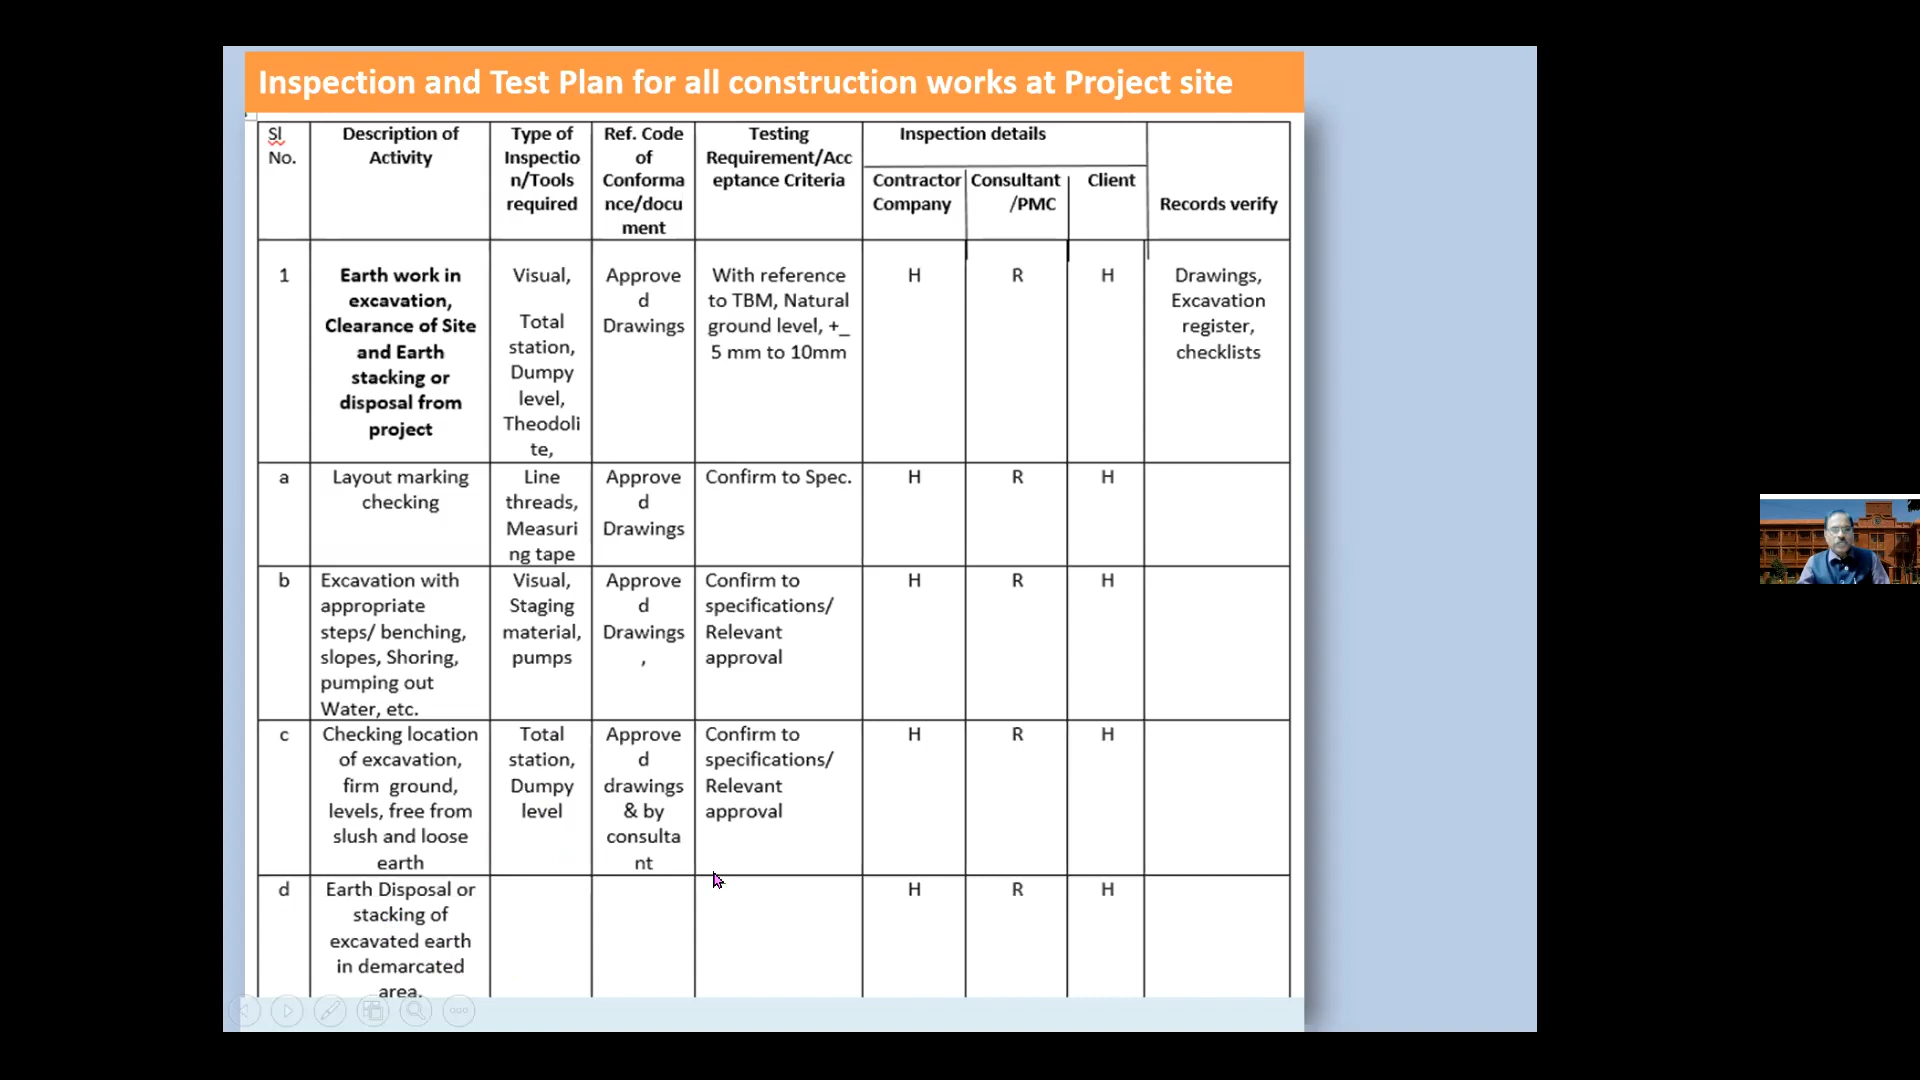 Inspection and Test Plan for all construction works at Project site
Sl
No.
Description of
Activity
Type of
Inspectio
n/Tools
required
Ref. Code
of
Conforma
nce/docu
ment
Testing
Requirement/Acc
eptance Criteria
Inspection details
Contractor
Company
Consultant
/PMC
Client
Records verify
1
Earth work in
excavation,
Clearance of Site
and Earth
stacking or
disposal from
project
Visual,
Total
station,
Dumpy
level,
Theodoli
te,
Approve
d
Drawings
With reference
to TBM, Natural
ground level, +_
5 mm to 10mm
H
R
H
Drawings,
Excavation
register,
checklists
a
Layout marking
checking
Line
threads,
Measuri
ng tape
Approve
d
Drawings
Confirm to Spec.
H
R
H
b
Excavation with
appropriate
steps/ benching,
slopes, Shoring,
pumping out
Water, etc.
Visual,
Staging
material,
pumps
Approve
d
Drawings
,
Confirm to
specifications/
Relevant
approval
H
R
H
c
Checking location
of excavation,
firm ground,
levels, free from
slush and loose
earth
Total
station,
Dumpy
level
Approve
d
drawings
& by
consulta
nt
Confirm to
specifications/
Relevant
approval
H
R
H
d
Earth Disposal or
stacking of
excavated earth
in demarcated
area.
H
R
H